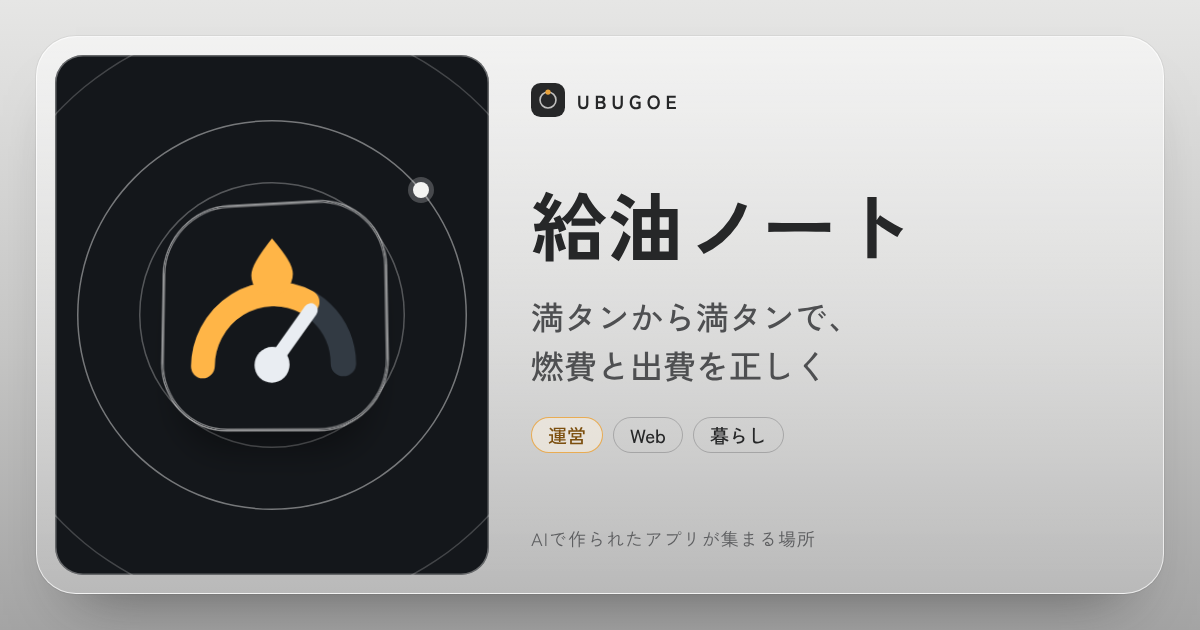 UBUGOE
給油ノート
満タンから満タンで、
燃費と出費を正しく
運営
Web
暮らし
AIで作られたアプリが集まる場所